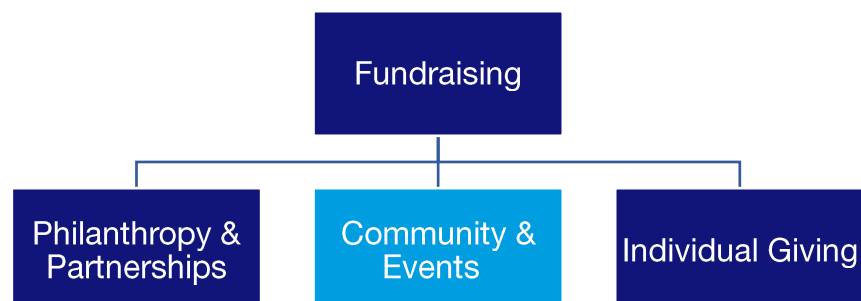 Fundraising
Philanthropy &
Partnerships
Community &
Events
Individual Giving